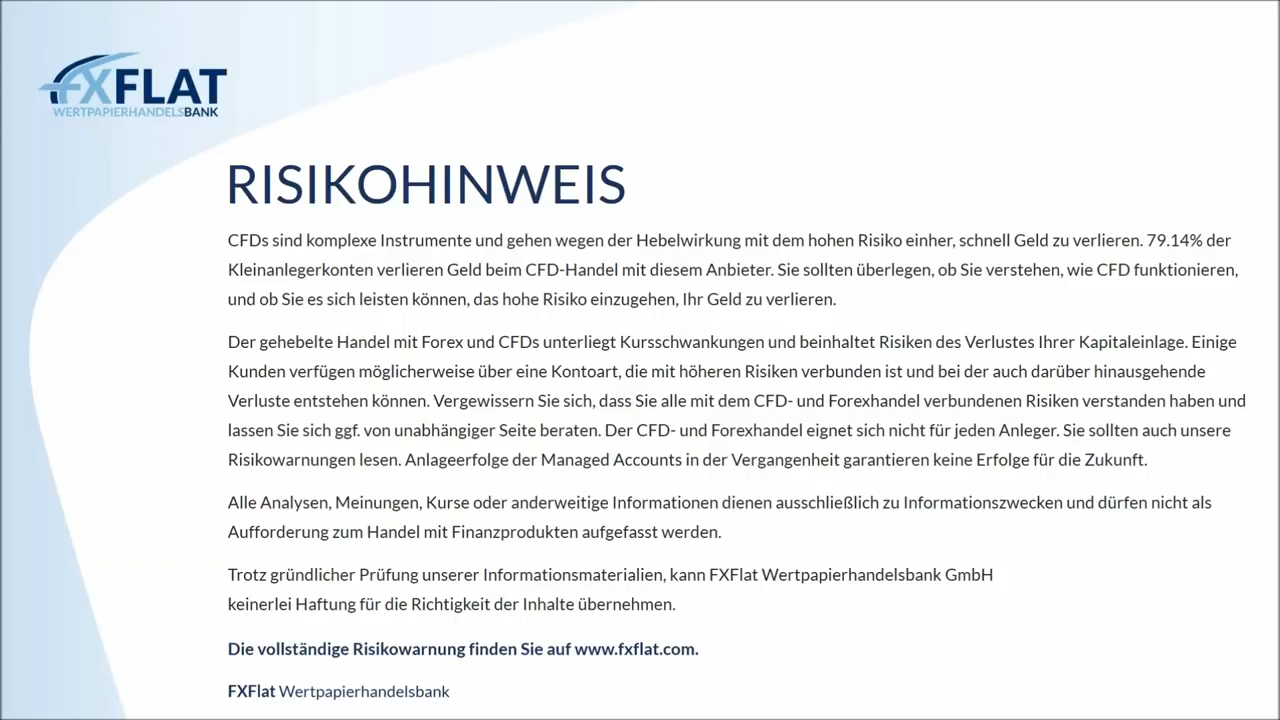 FXFLAT
WERTPAPIERHANDELSBANK
RISIKOHINWEIS
CFDs sind komplexe Instrumente und gehen wegen der Hebelwirkung mit dem hohen Risiko einher, schnell Geld zu verlieren. 79.14% der
Kleinanlegerkonten verlieren Geld beim CFD-Handel mit diesem Anbieter. Sie sollten überlegen, ob Sie verstehen, wie CFD funktionieren,
und ob Sie es sich leisten können, das hohe Risiko einzugehen, Ihr Geld zu verlieren.
Der gehebelte Handel mit Forex und CFDs unterliegt Kursschwankungen und beinhaltet Risiken des Verlustes Ihrer Kapitaleinlage. Einige
Kunden verfügen möglicherweise über eine Kontoart, die mit höheren Risiken verbunden ist und bei der auch darüber hinausgehende
Verluste entstehen können. Vergewissern Sie sich, dass Sie alle mit dem CFD- und Forexhandel verbundenen Risiken verstanden haben und
lassen Sie sich ggf. von unabhängiger Seite beraten. Der CFD- und Forexhandel eignet sich nicht für jeden Anleger. Sie sollten auch unsere
Risikowarnungen lesen. Anlageerfolge der Managed Accounts in der Vergangenheit garantieren keine Erfolge für die Zukunft.
Alle Analysen, Meinungen, Kurse oder anderweitige Informationen dienen ausschließlich zu Informationszwecken und dürfen nicht als
Aufforderung zum Handel mit Finanzprodukten aufgefasst werden.
Trotz gründlicher Prüfung unserer Informationsmaterialien, kann FXFlat Wertpapierhandelsbank GmbH
keinerlei Haftung für die Richtigkeit der Inhalte übernehmen.
Die vollständige Risikowarnung finden Sie auf www.fxflat.com.
FXFlat Wertpapierhandelsbank